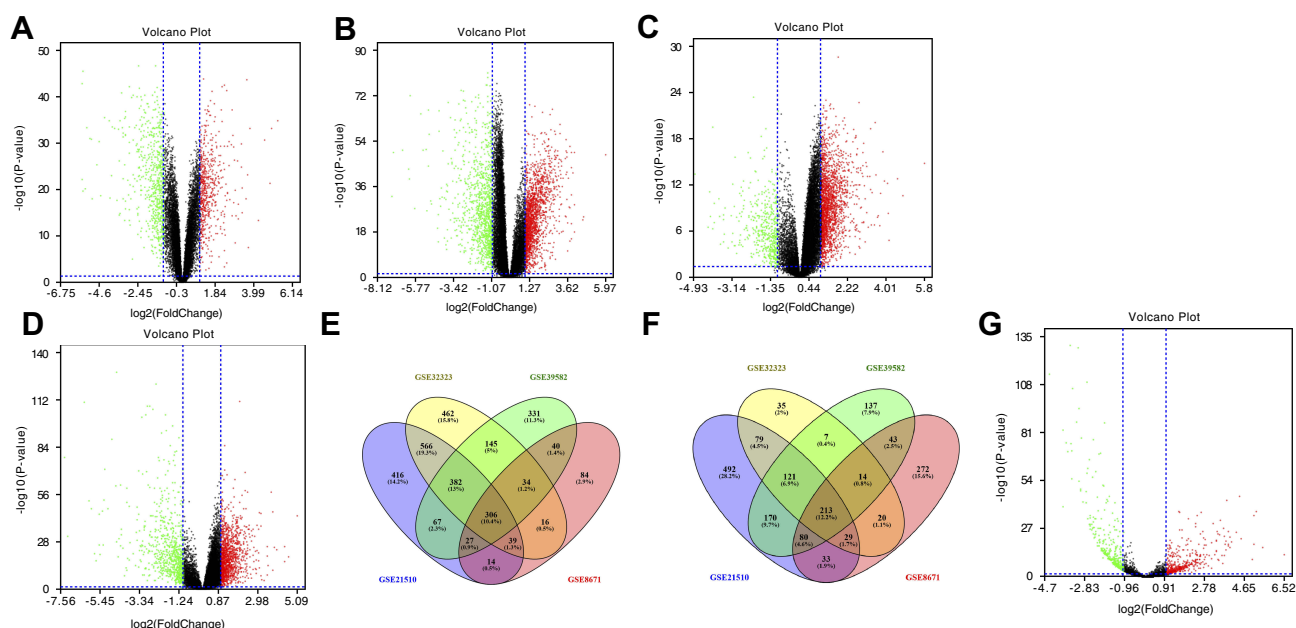 A
Volcano Plot
50
40
30
20
10
0
-log10(P-value)
-6.75 -4.6 -2.45 -0.3 1.84 3.99 6.14
log2(FoldChange)
B
Volcano Plot
90
72
54
36
18
0
-log10(P-value)
-8.12 -5.77 -3.42 -1.07 1.27 3.62 5.97
log2(FoldChange)
C
Volcano Plot
30
20
15
12
9
6
0
-log10(P-value)
-4.93 -3.14 -1.35 0.44 2.22 4.01 5.8
log2(FoldChange)
D
Volcano Plot
140
112
84
56
28
0
-log10(P-value)
-7.56 -5.45 -3.34 -1.24 0.87 2.98 5.09
log2(FoldChange)
E
GSE32323
GSE39582
462
(15.8%)
331
(11.3%)
566
(19.3%)
145
(5%)
40
(1.4%)
416
(14.2%)
382
(13%)
34
(1.2%)
84
(2.9%)
306
(10.4%)
67
(2.3%)
16
(0.5%)
27
(0.9%)
39
(1.3%)
14
(0.5%)
GSE21510
GSE8671
F
GSE32323
GSE39582
35
(2%)
137
(7.9%)
79
(4.5%)
7
(0.4%)
43
(2.5%)
492
(28.2%)
121
(6.9%)
14
(0.8%)
272
(15.6%)
213
(12.2%)
170
(9.7%)
20
(1.1%)
80
(4.6%)
29
(1.7%)
33
(1.9%)
GSE21510
GSE8671
G
Volcano Plot
135
108
81
54
27
0
-log10(P-value)
-4.7 -2.83 -0.96 0.91 2.78 4.65 6.52
log2(FoldChange)